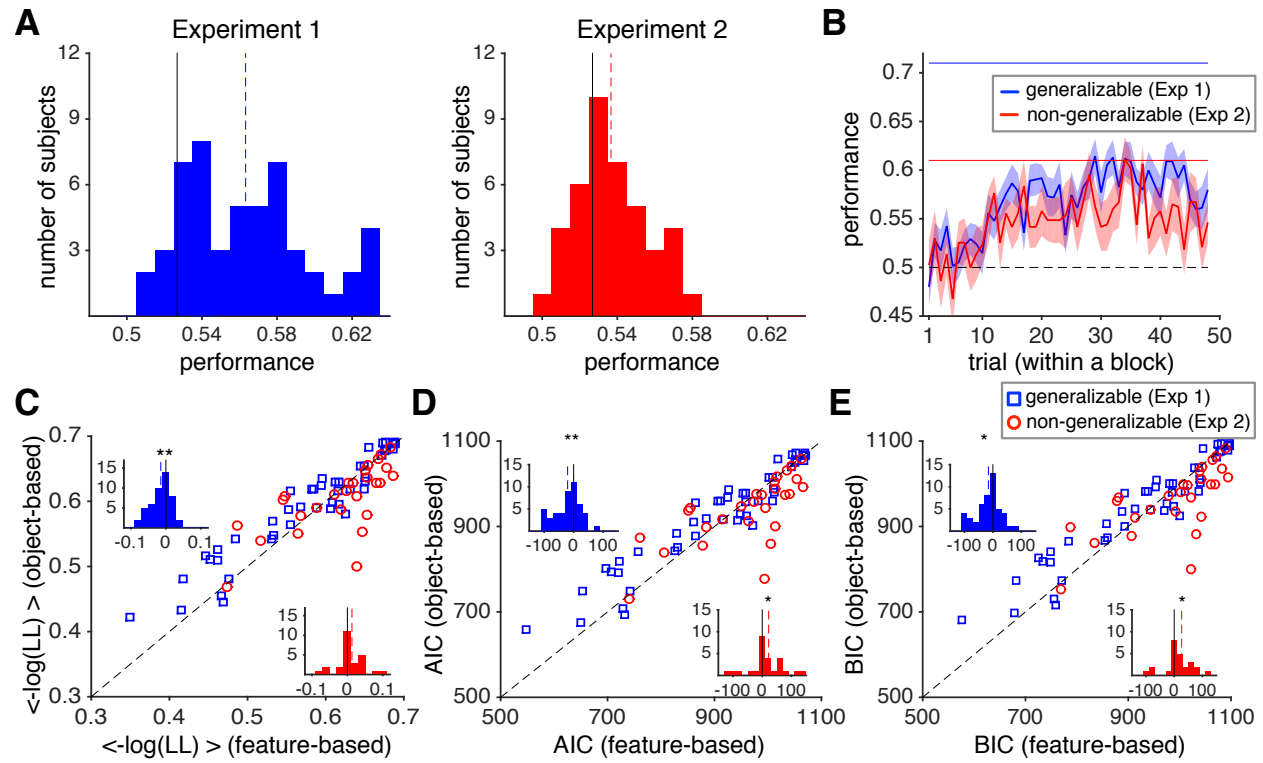 A
Experiment 1
Experiment 2
B
number of subjects
12
9
6
3
0.5 0.54 0.58 0.62
performance
number of subjects
12
9
6
3
0.5 0.54 0.58 0.62
performance
performance
0.7
0.65
0.6
0.55
0.5
0.45
generalizable (Exp 1)
non-generalizable (Exp 2)
1 10 20 30 40 50
trial (within a block)
generalizable (Exp 1)
non-generalizable (Exp 2)
C
<-log(LL) > (object-based)
0.7
0.6
0.5
0.4
0.3
**
15
10
5
-0.1 0 0.1
15
10
5
-0.1 0 0.1
0.3 0.4 0.5 0.6 0.7
<-log(LL) > (feature-based)
D
AIC (object-based)
1100
900
700
500
**
15
10
5
-100 0 100
*
15
10
5
-100 0 100
500 700 900 1100
AIC (feature-based)
E
BIC (object-based)
1100
900
700
500
*
15
10
5
-100 0 100
*
15
10
5
-100 0 100
500 700 900 1100
BIC (feature-based)